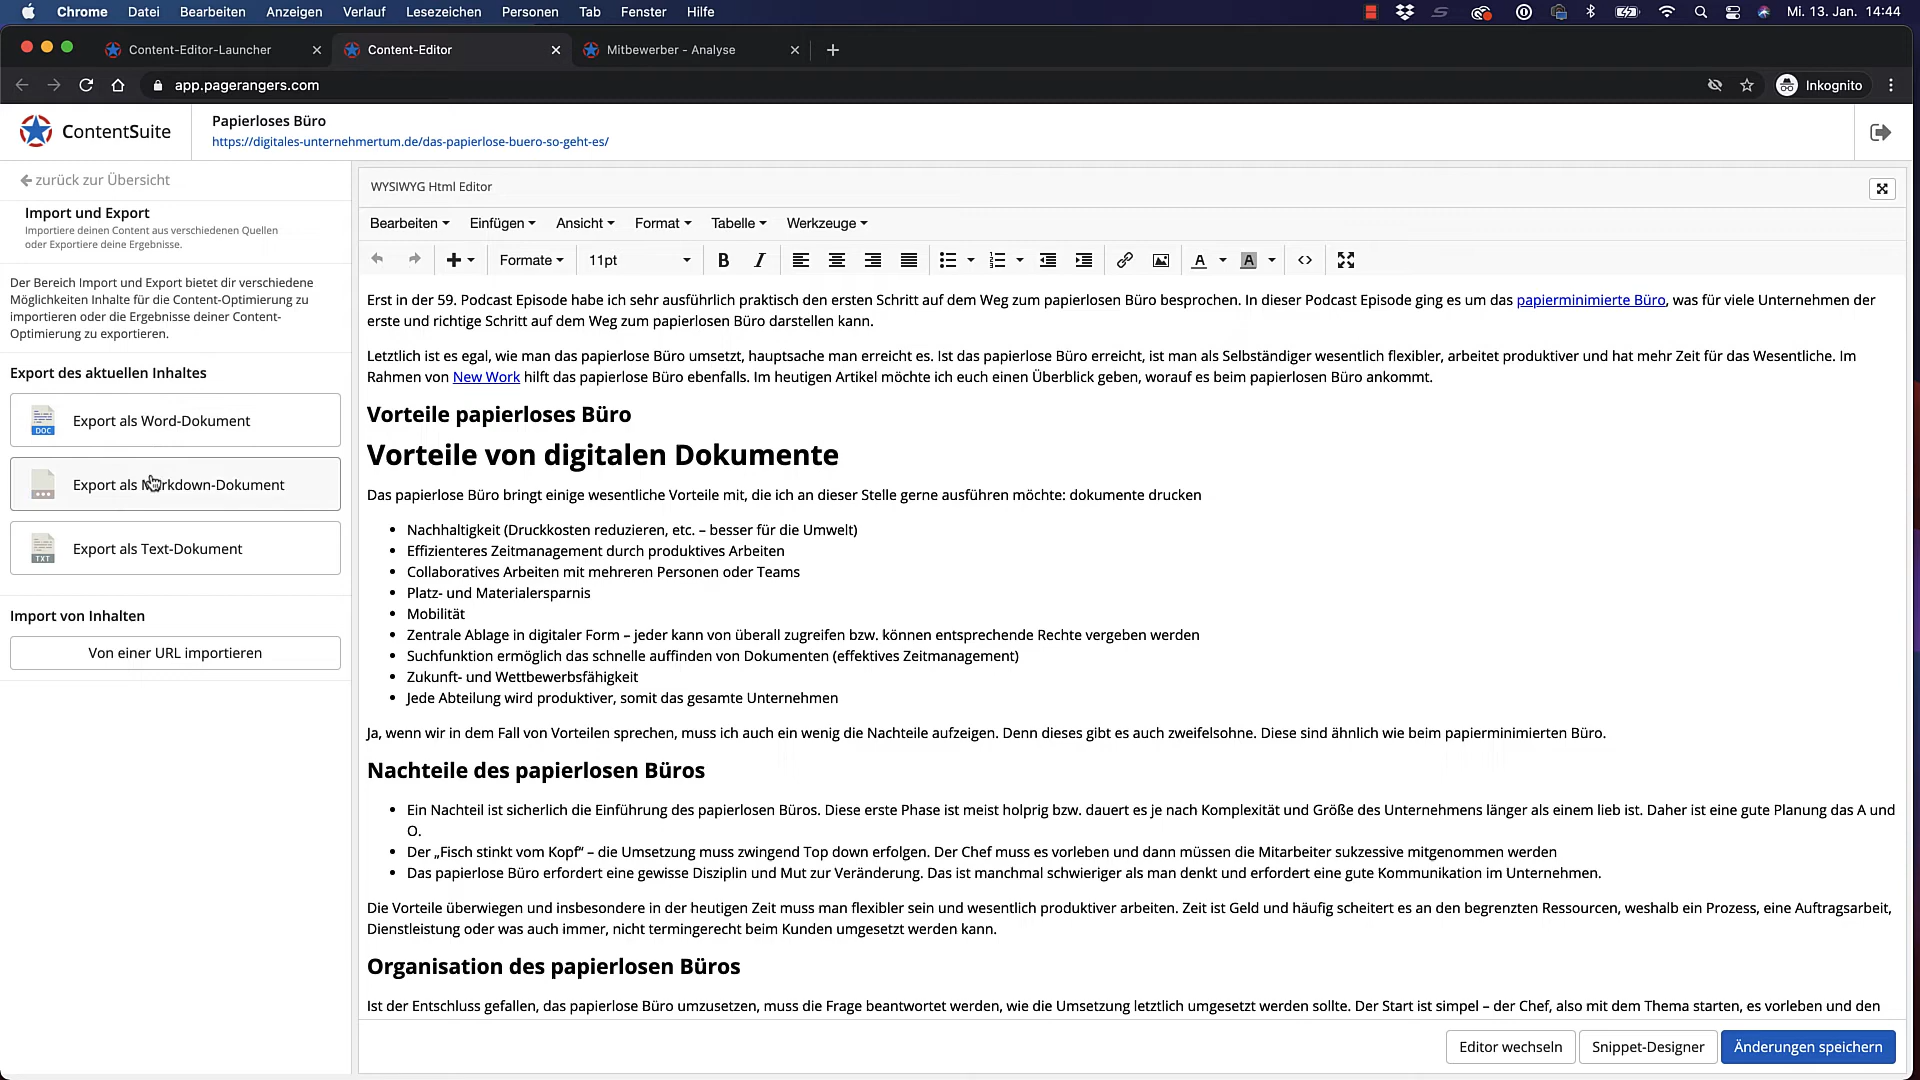 Chrome Datei Bearbeiten Anzeigen Verlauf Lesezeichen Personen Tab Fenster Hilfe Mi. 13. Jan. 14:44
Content-Editor-Launcher Content-Editor Mitbewerber - Analyse
app.pagerangers.com Inkognito
ContentSuite
Papierloses Büro
https://digitales-unternehmertum.de/das-papierlose-buero-so-geht-es/
zurück zur Übersicht
Import und Export
Importiere deinen Content aus verschiedenen Quellen
oder Exportiere deine Ergebnisse.
Der Bereich Import und Export bietet dir verschiedene
Möglichkeiten Inhalte für die Content-Optimierung zu
importieren oder die Ergebnisse deiner Content-
Optimierung zu exportieren.
Export des aktuellen Inhaltes
DOC Export als Word-Dokument
Export als Markdown-Dokument
TXT Export als Text-Dokument
Import von Inhalten
Von einer URL importieren
WYSIWYG Html Editor
Bearbeiten Einfügen Ansicht Format Tabelle Werkzeuge
Formate 11pt B I A A
Erst in der 59. Podcast Episode habe ich sehr ausführlich praktisch den ersten Schritt auf dem Weg zum papierlosen Büro besprochen. In dieser Podcast Episode ging es um das papierminimierte Büro, was für viele Unternehmen der
erste und richtige Schritt auf dem Weg zum papierlosen Büro darstellen kann.
Letztlich ist es egal, wie man das papierlose Büro umsetzt, hauptsache man erreicht es. Ist das papierlose Büro erreicht, ist man als Selbständiger wesentlich flexibler, arbeitet produktiver und hat mehr Zeit für das Wesentliche. Im
Rahmen von New Work hilft das papierlose Büro ebenfalls. Im heutigen Artikel möchte ich euch einen Überblick geben, worauf es beim papierlosen Büro ankommt.
Vorteile papierloses Büro
Vorteile von digitalen Dokumente
Das papierlose Büro bringt einige wesentliche Vorteile mit, die ich an dieser Stelle gerne ausführen möchte: dokumente drucken
• Nachhaltigkeit (Druckkosten reduzieren, etc. – besser für die Umwelt)
• Effizienteres Zeitmanagement durch produktives Arbeiten
• Collaboratives Arbeiten mit mehreren Personen oder Teams
• Platz- und Materialersparnis
• Mobilität
• Zentrale Ablage in digitaler Form – jeder kann von überall zugreifen bzw. können entsprechende Rechte vergeben werden
• Suchfunktion ermöglich das schnelle auffinden von Dokumenten (effektives Zeitmanagement)
• Zukunft- und Wettbewerbsfähigkeit
• Jede Abteilung wird produktiver, somit das gesamte Unternehmen
Ja, wenn wir in dem Fall von Vorteilen sprechen, muss ich auch ein wenig die Nachteile aufzeigen. Denn dieses gibt es auch zweifelsohne. Diese sind ähnlich wie beim papierminimierten Büro.
Nachteile des papierlosen Büros
• Ein Nachteil ist sicherlich die Einführung des papierlosen Büros. Diese erste Phase ist meist holprig bzw. dauert es je nach Komplexität und Größe des Unternehmens länger als einem lieb ist. Daher ist eine gute Planung das A und
O.
• Der „Fisch stinkt vom Kopf“ – die Umsetzung muss zwingend Top down erfolgen. Der Chef muss es vorleben und dann müssen die Mitarbeiter sukzessive mitgenommen werden
• Das papierlose Büro erfordert eine gewisse Disziplin und Mut zur Veränderung. Das ist manchmal schwieriger als man denkt und erfordert eine gute Kommunikation im Unternehmen.
Die Vorteile überwiegen und insbesondere in der heutigen Zeit muss man flexibler sein und wesentlich produktiver arbeiten. Zeit ist Geld und häufig scheitert es an den begrenzten Ressourcen, weshalb ein Prozess, eine Auftragsarbeit,
Dienstleistung oder was auch immer, nicht termingerecht beim Kunden umgesetzt werden kann.
Organisation des papierlosen Büros
Ist der Entschluss gefallen, das papierlose Büro umzusetzen, muss die Frage beantwortet werden, wie die Umsetzung letztlich umgesetzt werden sollte. Der Start ist simpel – der Chef, also mit dem Thema starten, es vorleben und den
Editor wechseln Snippet-Designer Änderungen speichern